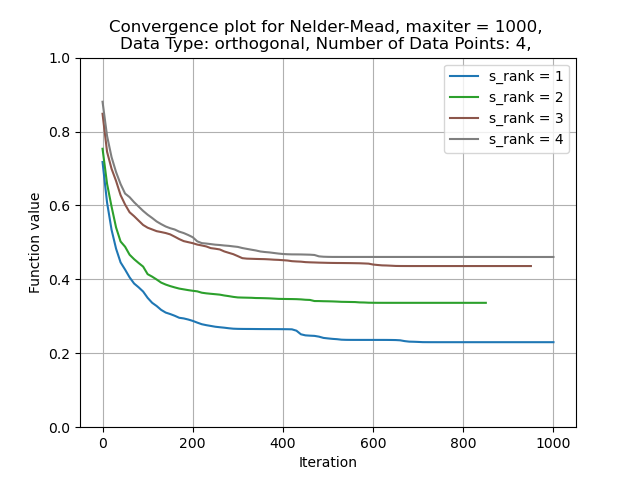 Convergence plot for Nelder-Mead, maxiter = 1000,
Data Type: orthogonal, Number of Data Points: 4,
s_rank = 1
s_rank = 2
s_rank = 3
s_rank = 4
Function value
1.0
0.8
0.6
0.4
0.2
0.0
0 200 400 600 800 1000
Iteration